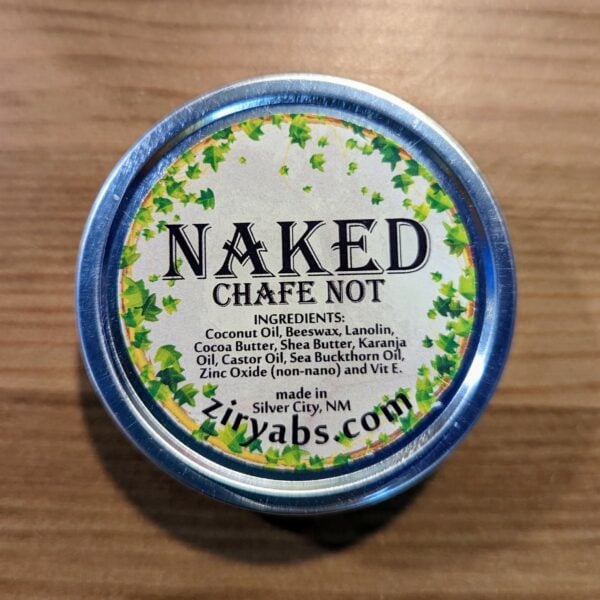 NAKED
CHAFE NOT
INGREDIENTS:
Coconut Oil, Beeswax, Lanolin,
Cocoa Butter, Shea Butter, Karanja
Oil, Castor Oil, Sea Buckthorn Oil,
Zinc Oxide (non-nano) and Vit E.
made in
Silver City, NM
ziryabs.com